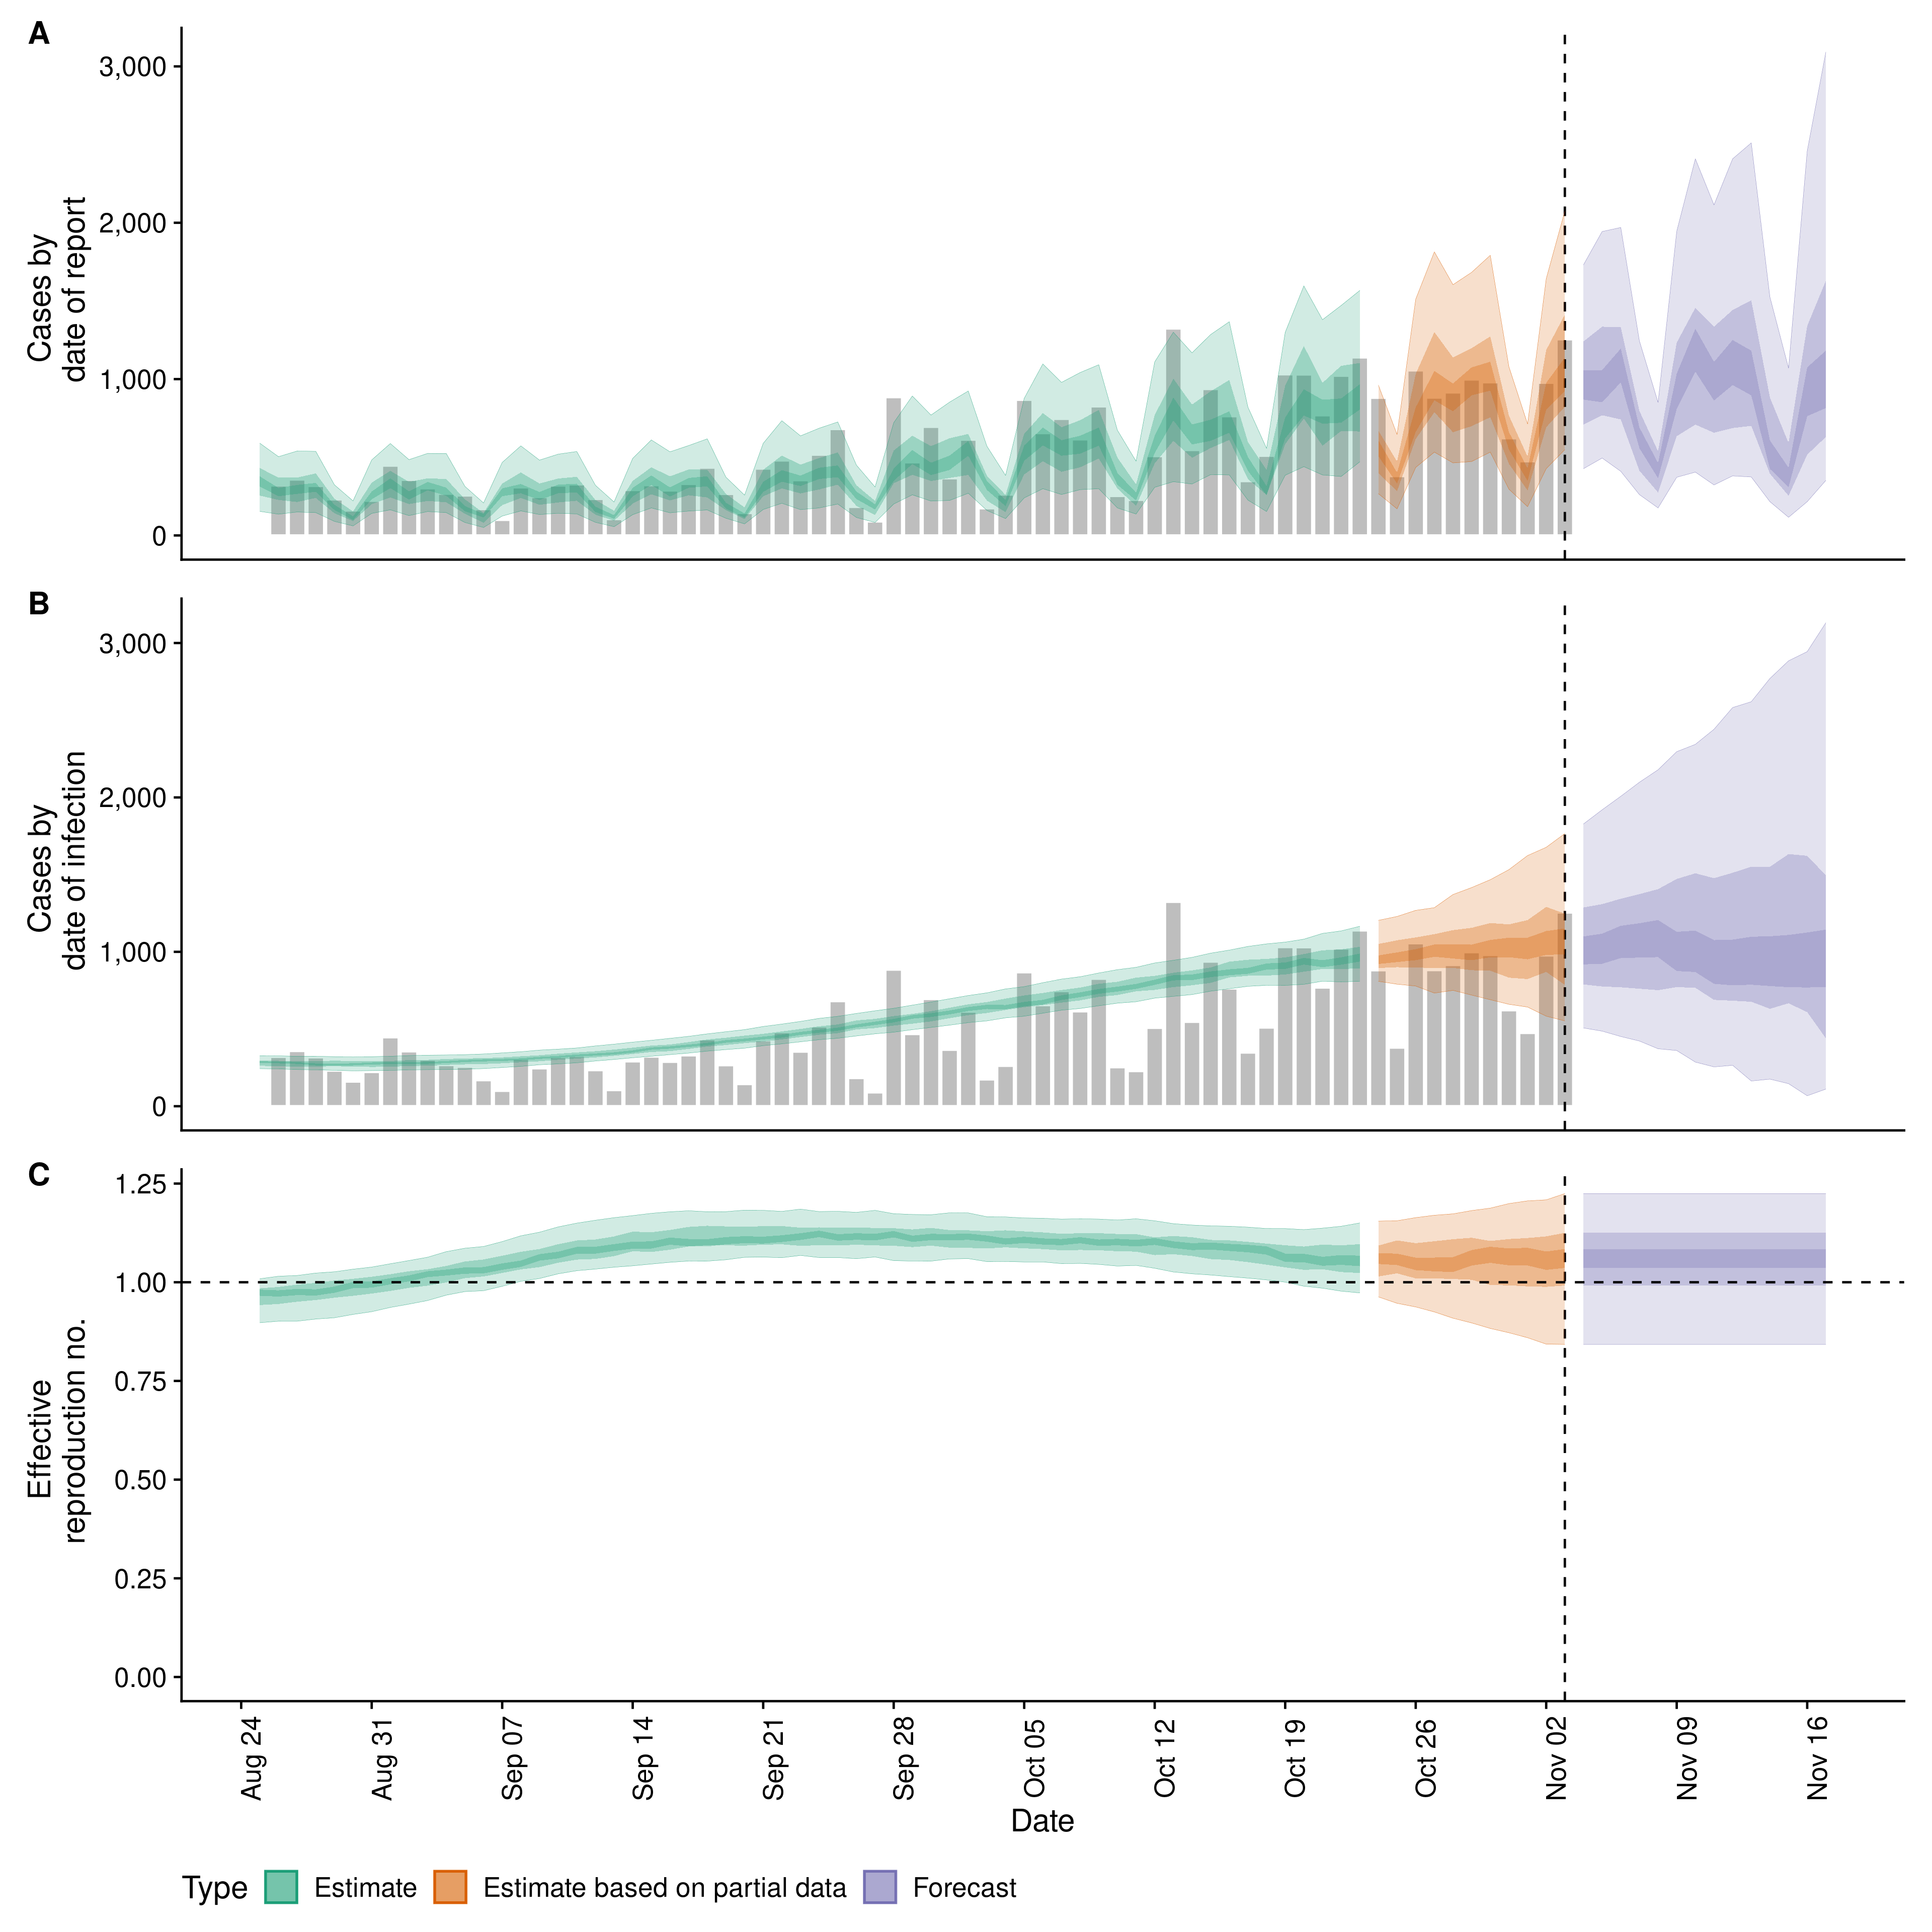 A
3,000
2,000
1,000
0
Cases by
date of report
B
3,000
2,000
1,000
0
Cases by
date of infection
C
1.25
1.00
0.75
0.50
0.25
0.00
Effective
reproduction no.
Aug 24
Aug 31
Sep 07
Sep 14
Sep 21
Sep 28
Oct 05
Oct 12
Oct 19
Oct 26
Nov 02
Nov 09
Nov 16
Date
Type Estimate Estimate based on partial data Forecast